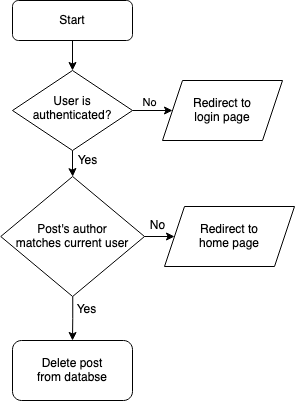 Start
User is
authenticated?
No
Redirect to
login page
Yes
Post's author
matches current user
No
Redirect to
home page
Yes
Delete post
from databse